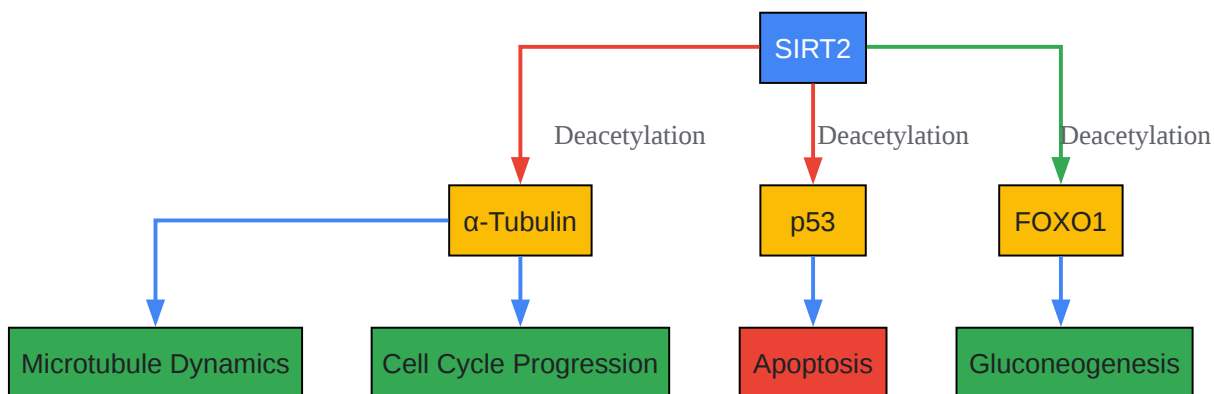 SIRT2
Deacetylation
Deacetylation
Deacetylation
α-Tubulin
p53
FOXO1
Microtubule Dynamics
Cell Cycle Progression
Apoptosis
Gluconeogenesis